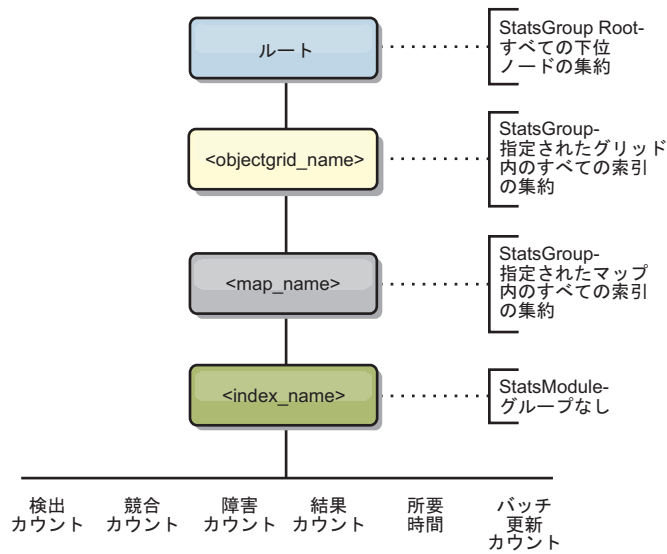 ルート
StatsGroup Root-
すべての下位
ノードの集約
<objectgrid_name>
StatsGroup-
指定されたグリッド
内のすべての索引
の集約
<map_name>
StatsGroup-
指定されたマップ
内のすべての索引
の集約
<index_name>
StatsModule-
グループなし
検出
カウント
競合
カウント
障害
カウント
結果
カウント
所要
時間
バッチ
更新
カウント